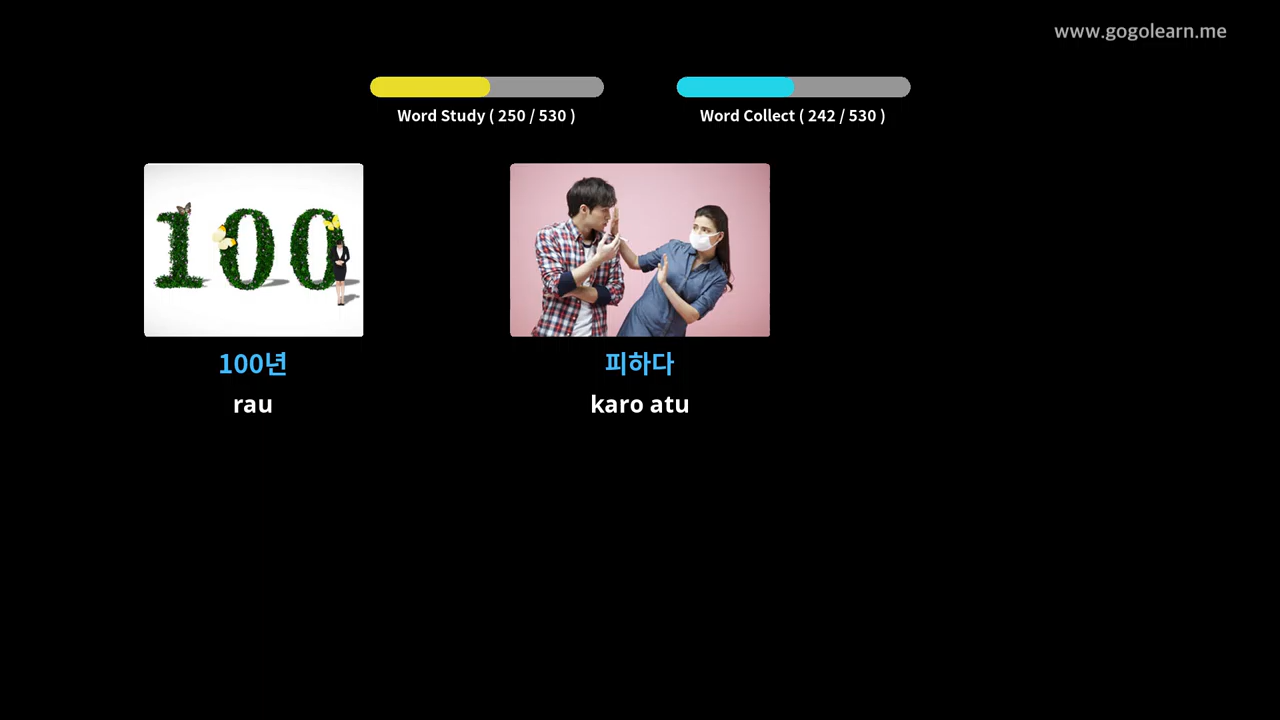 www.gogolearn.me
Word Study ( 250 / 530 )
Word Collect ( 242 / 530 )
100
100년
rau
피하다
karo atu